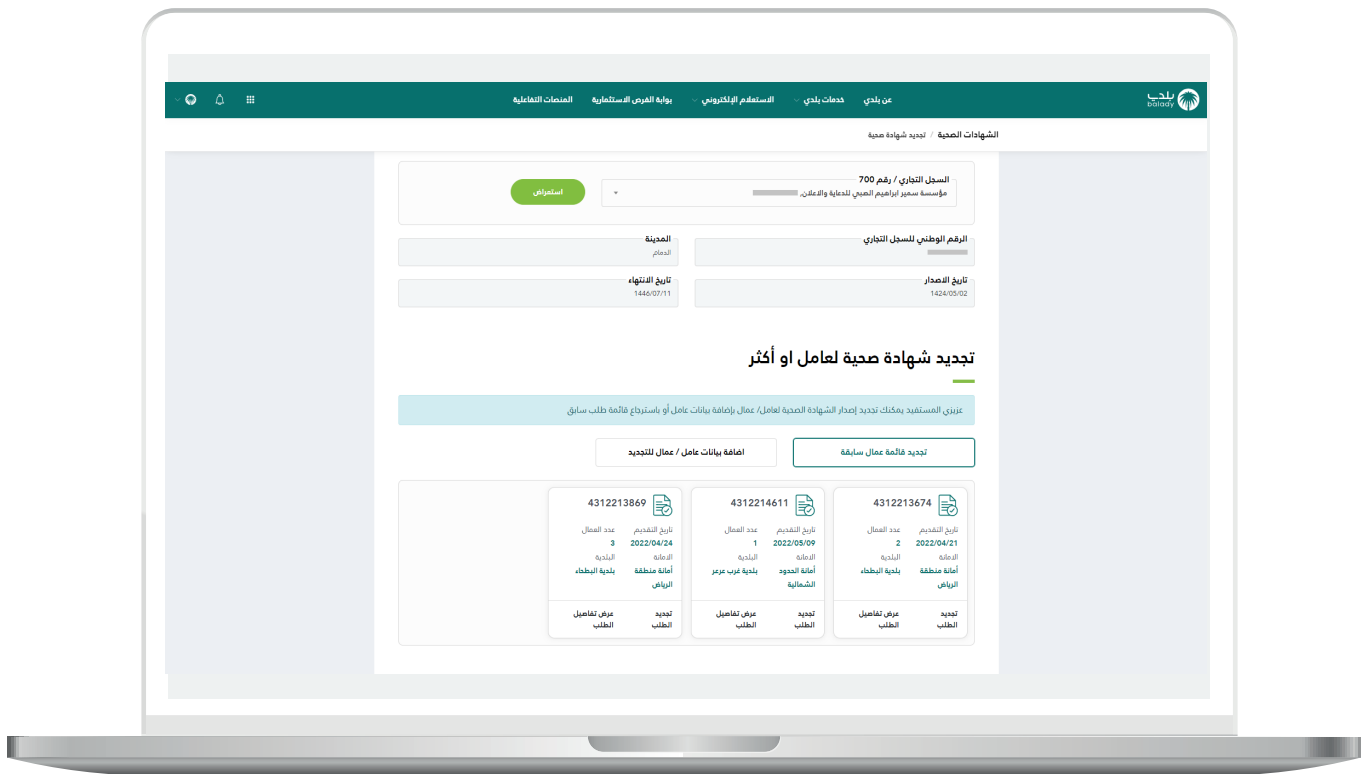 بلدي
balady
عن بلدي
خدمات بلدي
الاستعلام الإلكتروني
بوابة الفرص الاستثمارية
المنصات التفاعلية
الشهادات الصحية / تجديد شهادة صحية
السجل التجاري / رقم 700
مؤسسة سمير ابراهيم الصبي للدعاية والاعلان,
استعراض
الرقم الوطني للسجل التجاري
المدينة
الدمام
تاريخ الاصدار
1424/05/02
تاريخ الانتهاء
1446/07/11
تجديد شهادة صحية لعامل او أكثر
عزيزي المستفيد يمكنك تجديد إصدار الشهادة الصحية لعامل/ عمال بإضافة بيانات عامل أو باسترجاع قائمة طلب سابق
تجديد قائمة عمال سابقة
اضافة بيانات عامل / عمال للتجديد
4312213674
تاريخ التقديم عدد العمال
2022/04/21 2
الامانة البلدية
أمانة منطقة بلدية البطحاء
الرياض
تجديد عرض تفاصيل
الطلب الطلب
4312214611
تاريخ التقديم عدد العمال
2022/05/09 1
الامانة البلدية
أمانة الحدود بلدية غرب عرعر
الشمالية
تجديد عرض تفاصيل
الطلب الطلب
4312213869
تاريخ التقديم عدد العمال
2022/04/24 3
الامانة البلدية
أمانة منطقة بلدية البطحاء
الرياض
تجديد عرض تفاصيل
الطلب الطلب